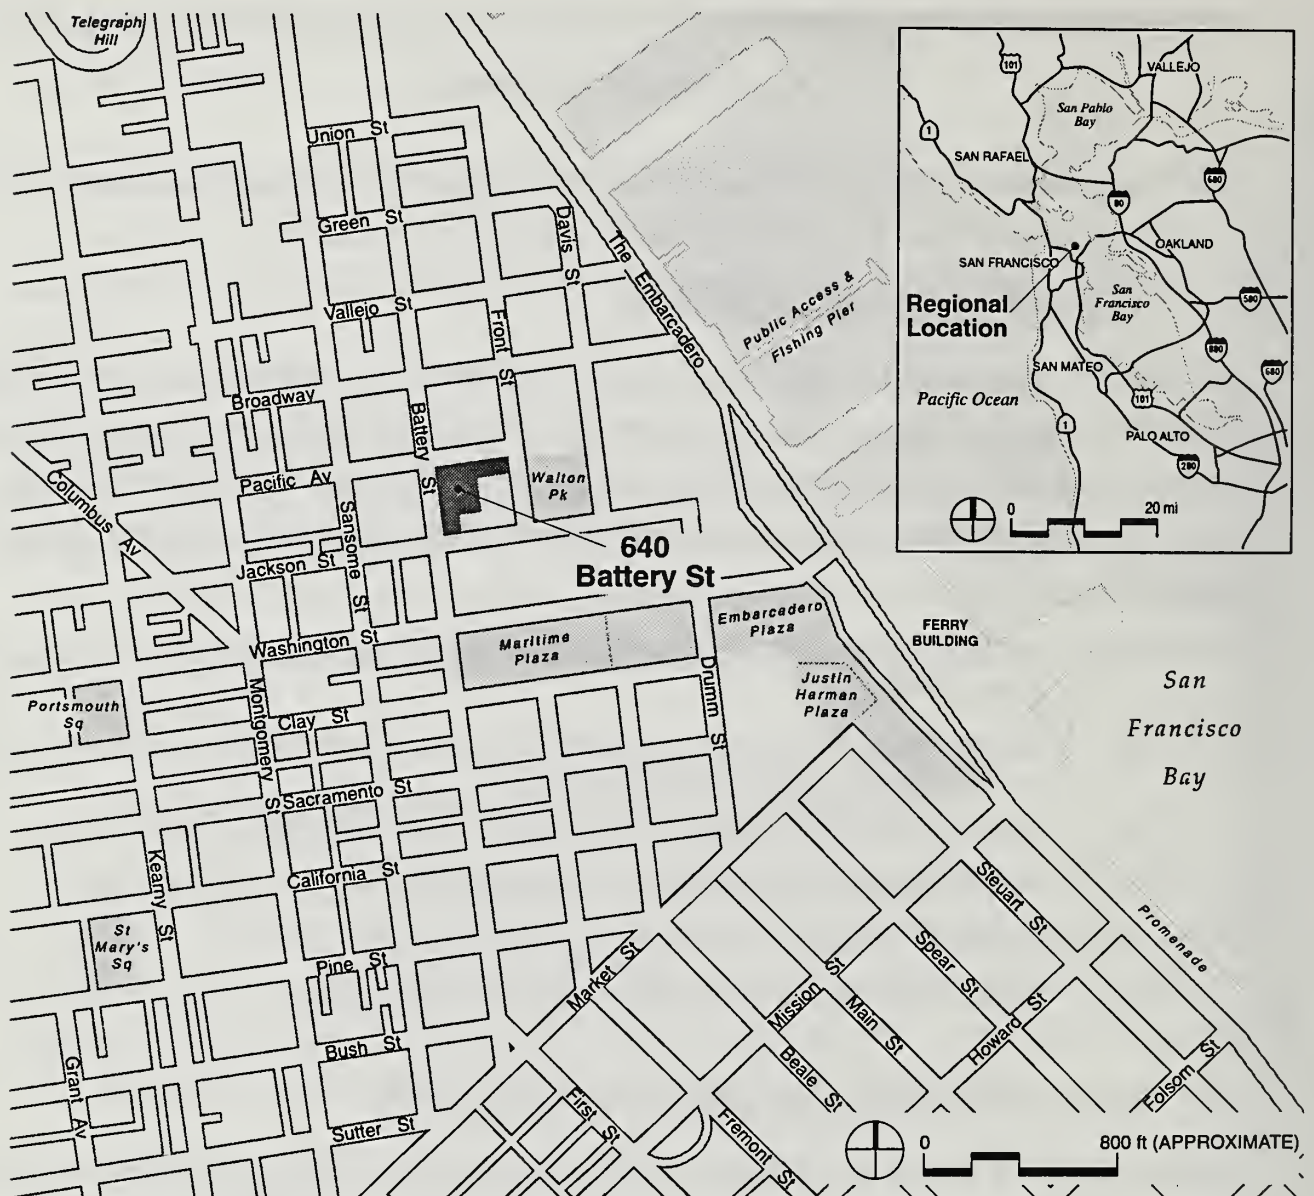 Telegraph
Hill
Union St
Green St
Davis St
The Embarcadero
Vallejo St
Front St
Public Access &
Fishing Pier
Broadway
Battery St
Columbus Av
Pacific Av
Sansome St
Walton
Pk
640
Battery St
Jackson St
Washington St
Maritime
Plaza
Embarcadero
Plaza
FERRY
BUILDING
Justin
Harman
Plaza
Portsmouth
Sq
Montgomery St
Clay St
Drumm St
San
Francisco
Bay
Sacramento St
California St
Kearny St
St
Mary's
Sq
Pine St
Market St
Steuart St
Spear St
Promenade
Mission St
Main St
Howard St
Bush St
Beale St
Folsom St
Grant Av
Sutter St
First St
Fremont St
0 800 ft (APPROXIMATE)
101
VALLEJO
San Pablo
Bay
1
SAN RAFAEL
680
80
OAKLAND
SAN FRANCISCO
San
Francisco
Bay
580
Regional
Location
880
680
SAN MATEO
101
Pacific Ocean
1
PALO ALTO
280
0 20 mi